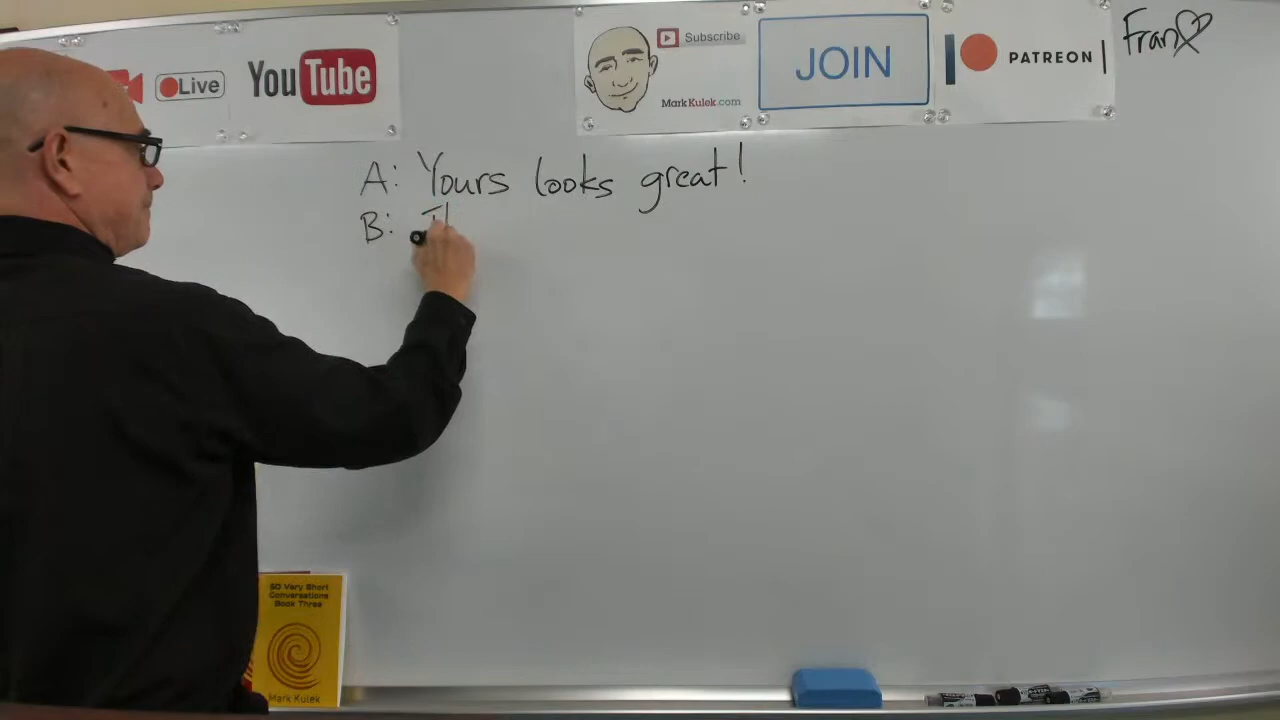 Live
YouTube
Subscribe
MarkKulek.com
JOIN
PATREON
Fran
A: Yours looks great!
B:
50 Very Short
Conversations
Book Three
Mark Kulek